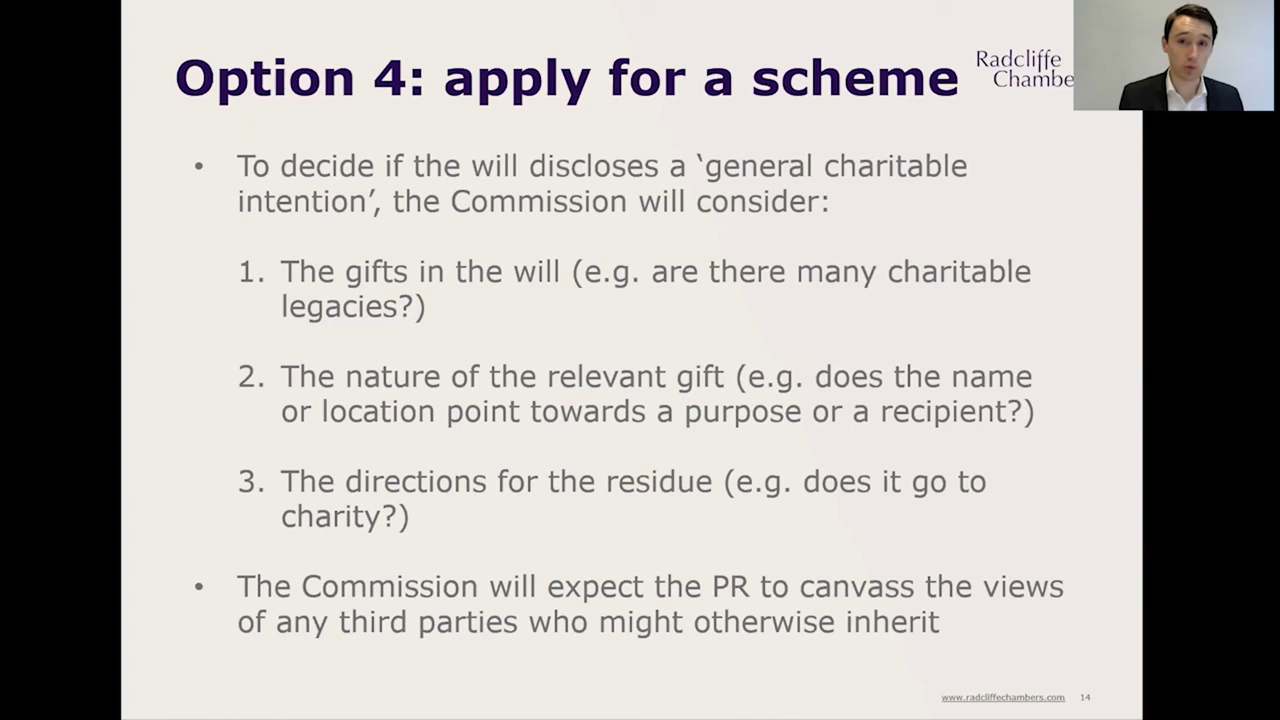 Option 4: apply for a scheme
Radcliffe
Chambe
• To decide if the will discloses a ‘general charitable
intention’, the Commission will consider:
1. The gifts in the will (e.g. are there many charitable
legacies?)
2. The nature of the relevant gift (e.g. does the name
or location point towards a purpose or a recipient?)
3. The directions for the residue (e.g. does it go to
charity?)
• The Commission will expect the PR to canvass the views
of any third parties who might otherwise inherit
www.radcliffechambers.com 14